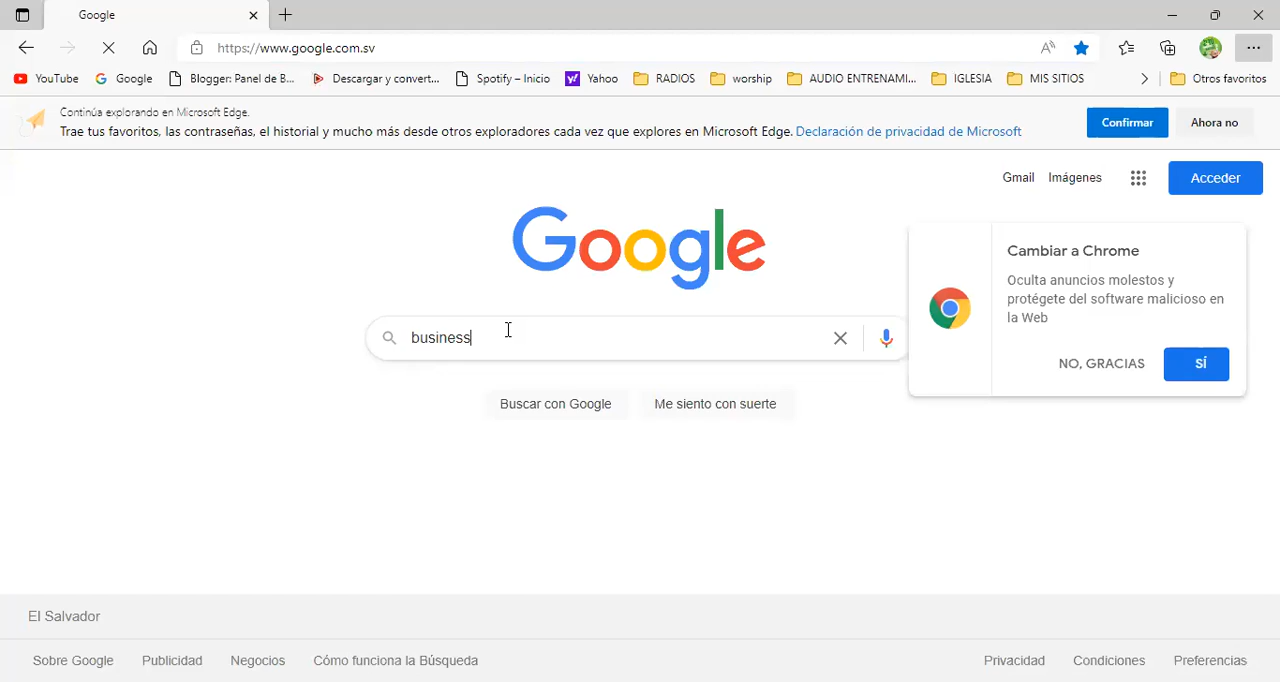 Google
https://www.google.com.sv
YouTube Google Blogger: Panel de B... Descargar y convert... Spotify – Inicio Yahoo RADIOS worship AUDIO ENTRENAMI... IGLESIA MIS SITIOS Otros favoritos
Continúa explorando en Microsoft Edge.
Trae tus favoritos, las contraseñas, el historial y mucho más desde otros exploradores cada vez que explores en Microsoft Edge. Declaración de privacidad de Microsoft
Confirmar Ahora no
Gmail Imágenes Acceder
Google
Cambiar a Chrome
Oculta anuncios molestos y
protégete del software malicioso en
la Web
NO, GRACIAS SÍ
business
Buscar con Google Me siento con suerte
El Salvador
Sobre Google Publicidad Negocios Cómo funciona la Búsqueda Privacidad Condiciones Preferencias